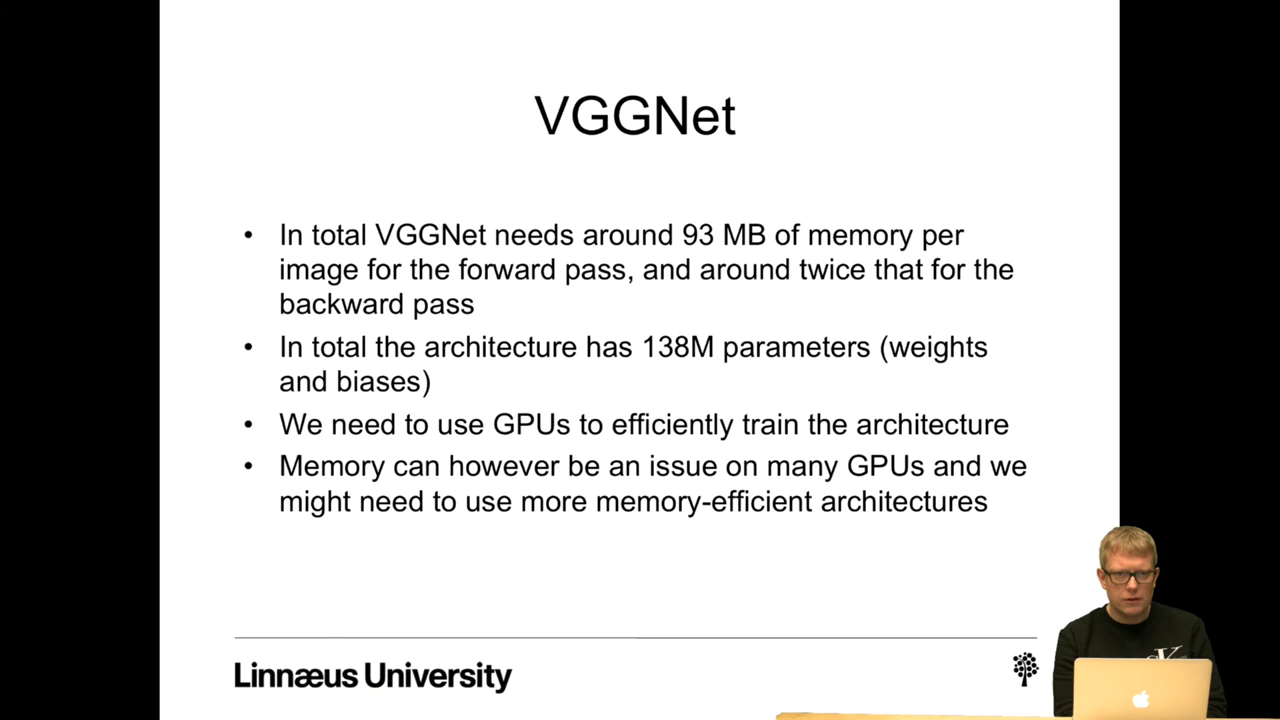 VGGNet
• In total VGGNet needs around 93 MB of memory per
image for the forward pass, and around twice that for the
backward pass
• In total the architecture has 138M parameters (weights
and biases)
• We need to use GPUs to efficiently train the architecture
• Memory can however be an issue on many GPUs and we
might need to use more memory-efficient architectures
Linnæus University